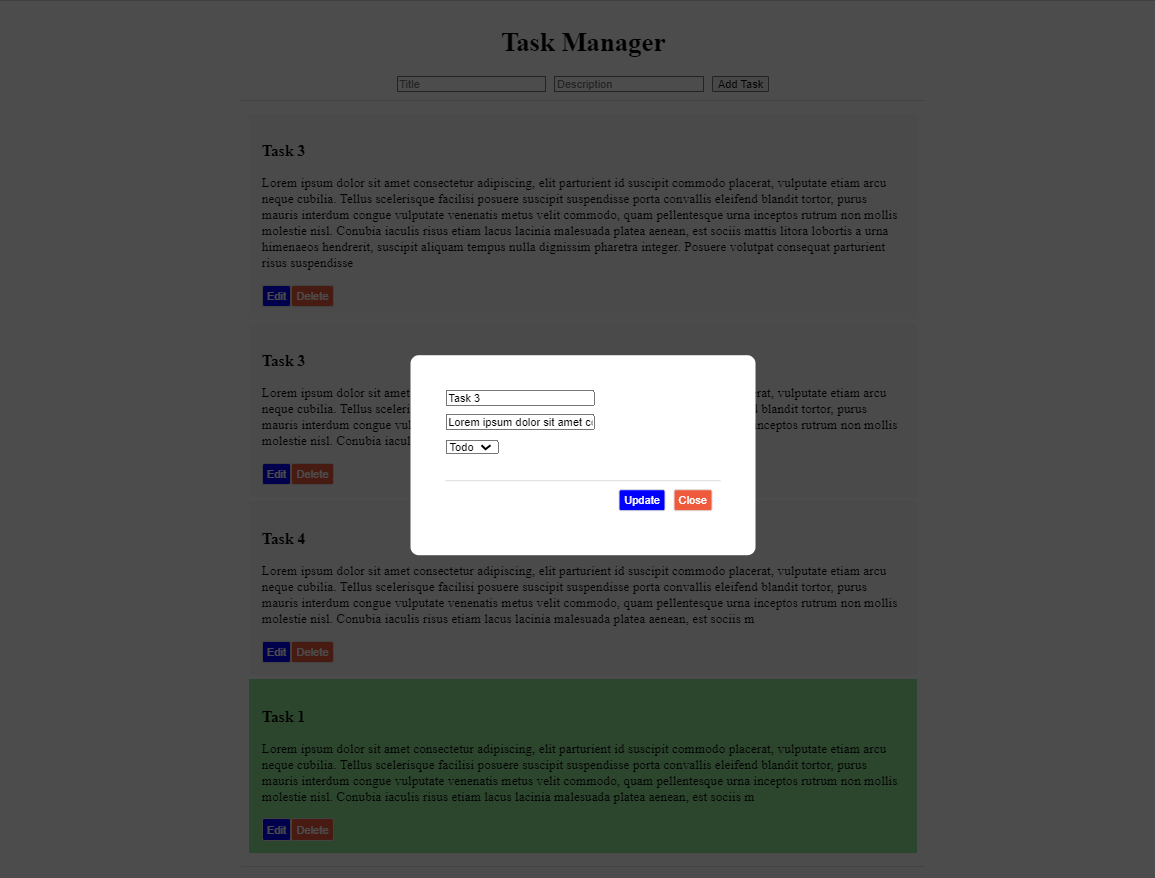 Task Manager
Title Description Add Task
Task 3
Lorem ipsum dolor sit amet consectetur adipiscing, elit parturient id suscipit commodo placerat, vulputate etiam arcu
neque cubilia. Tellus scelerisque facilisi posuere suscipit suspendisse porta convallis eleifend blandit tortor, purus
mauris interdum congue vulputate venenatis metus velit commodo, quam pellentesque urna inceptos rutrum non mollis
molestie nisl. Conubia iaculis risus etiam lacus lacinia malesuada platea aenean, est sociis mattis litora lobortis a urna
himenaeos hendrerit, suscipit aliquam tempus nulla dignissim pharetra integer. Posuere volutpat consequat parturient
risus suspendisse
Edit Delete
Task 3
Lorem ipsum dolor sit am
neque cubilia. Tellus sceleri
mauris interdum congue vul
molestie nisl. Conubia iacul
rat, vulputate etiam arcu
blandit tortor, purus
inceptos rutrum non mollis
Edit Delete
Task 3
Lorem ipsum dolor sit amet c
Todo
Update Close
Task 4
Lorem ipsum dolor sit amet consectetur adipiscing, elit parturient id suscipit commodo placerat, vulputate etiam arcu
neque cubilia. Tellus scelerisque facilisi posuere suscipit suspendisse porta convallis eleifend blandit tortor, purus
mauris interdum congue vulputate venenatis metus velit commodo, quam pellentesque urna inceptos rutrum non mollis
molestie nisl. Conubia iaculis risus etiam lacus lacinia malesuada platea aenean, est sociis m
Edit Delete
Task 1
Lorem ipsum dolor sit amet consectetur adipiscing, elit parturient id suscipit commodo placerat, vulputate etiam arcu
neque cubilia. Tellus scelerisque facilisi posuere suscipit suspendisse porta convallis eleifend blandit tortor, purus
mauris interdum congue vulputate venenatis metus velit commodo, quam pellentesque urna inceptos rutrum non mollis
molestie nisl. Conubia iaculis risus etiam lacus lacinia malesuada platea aenean, est sociis m
Edit Delete